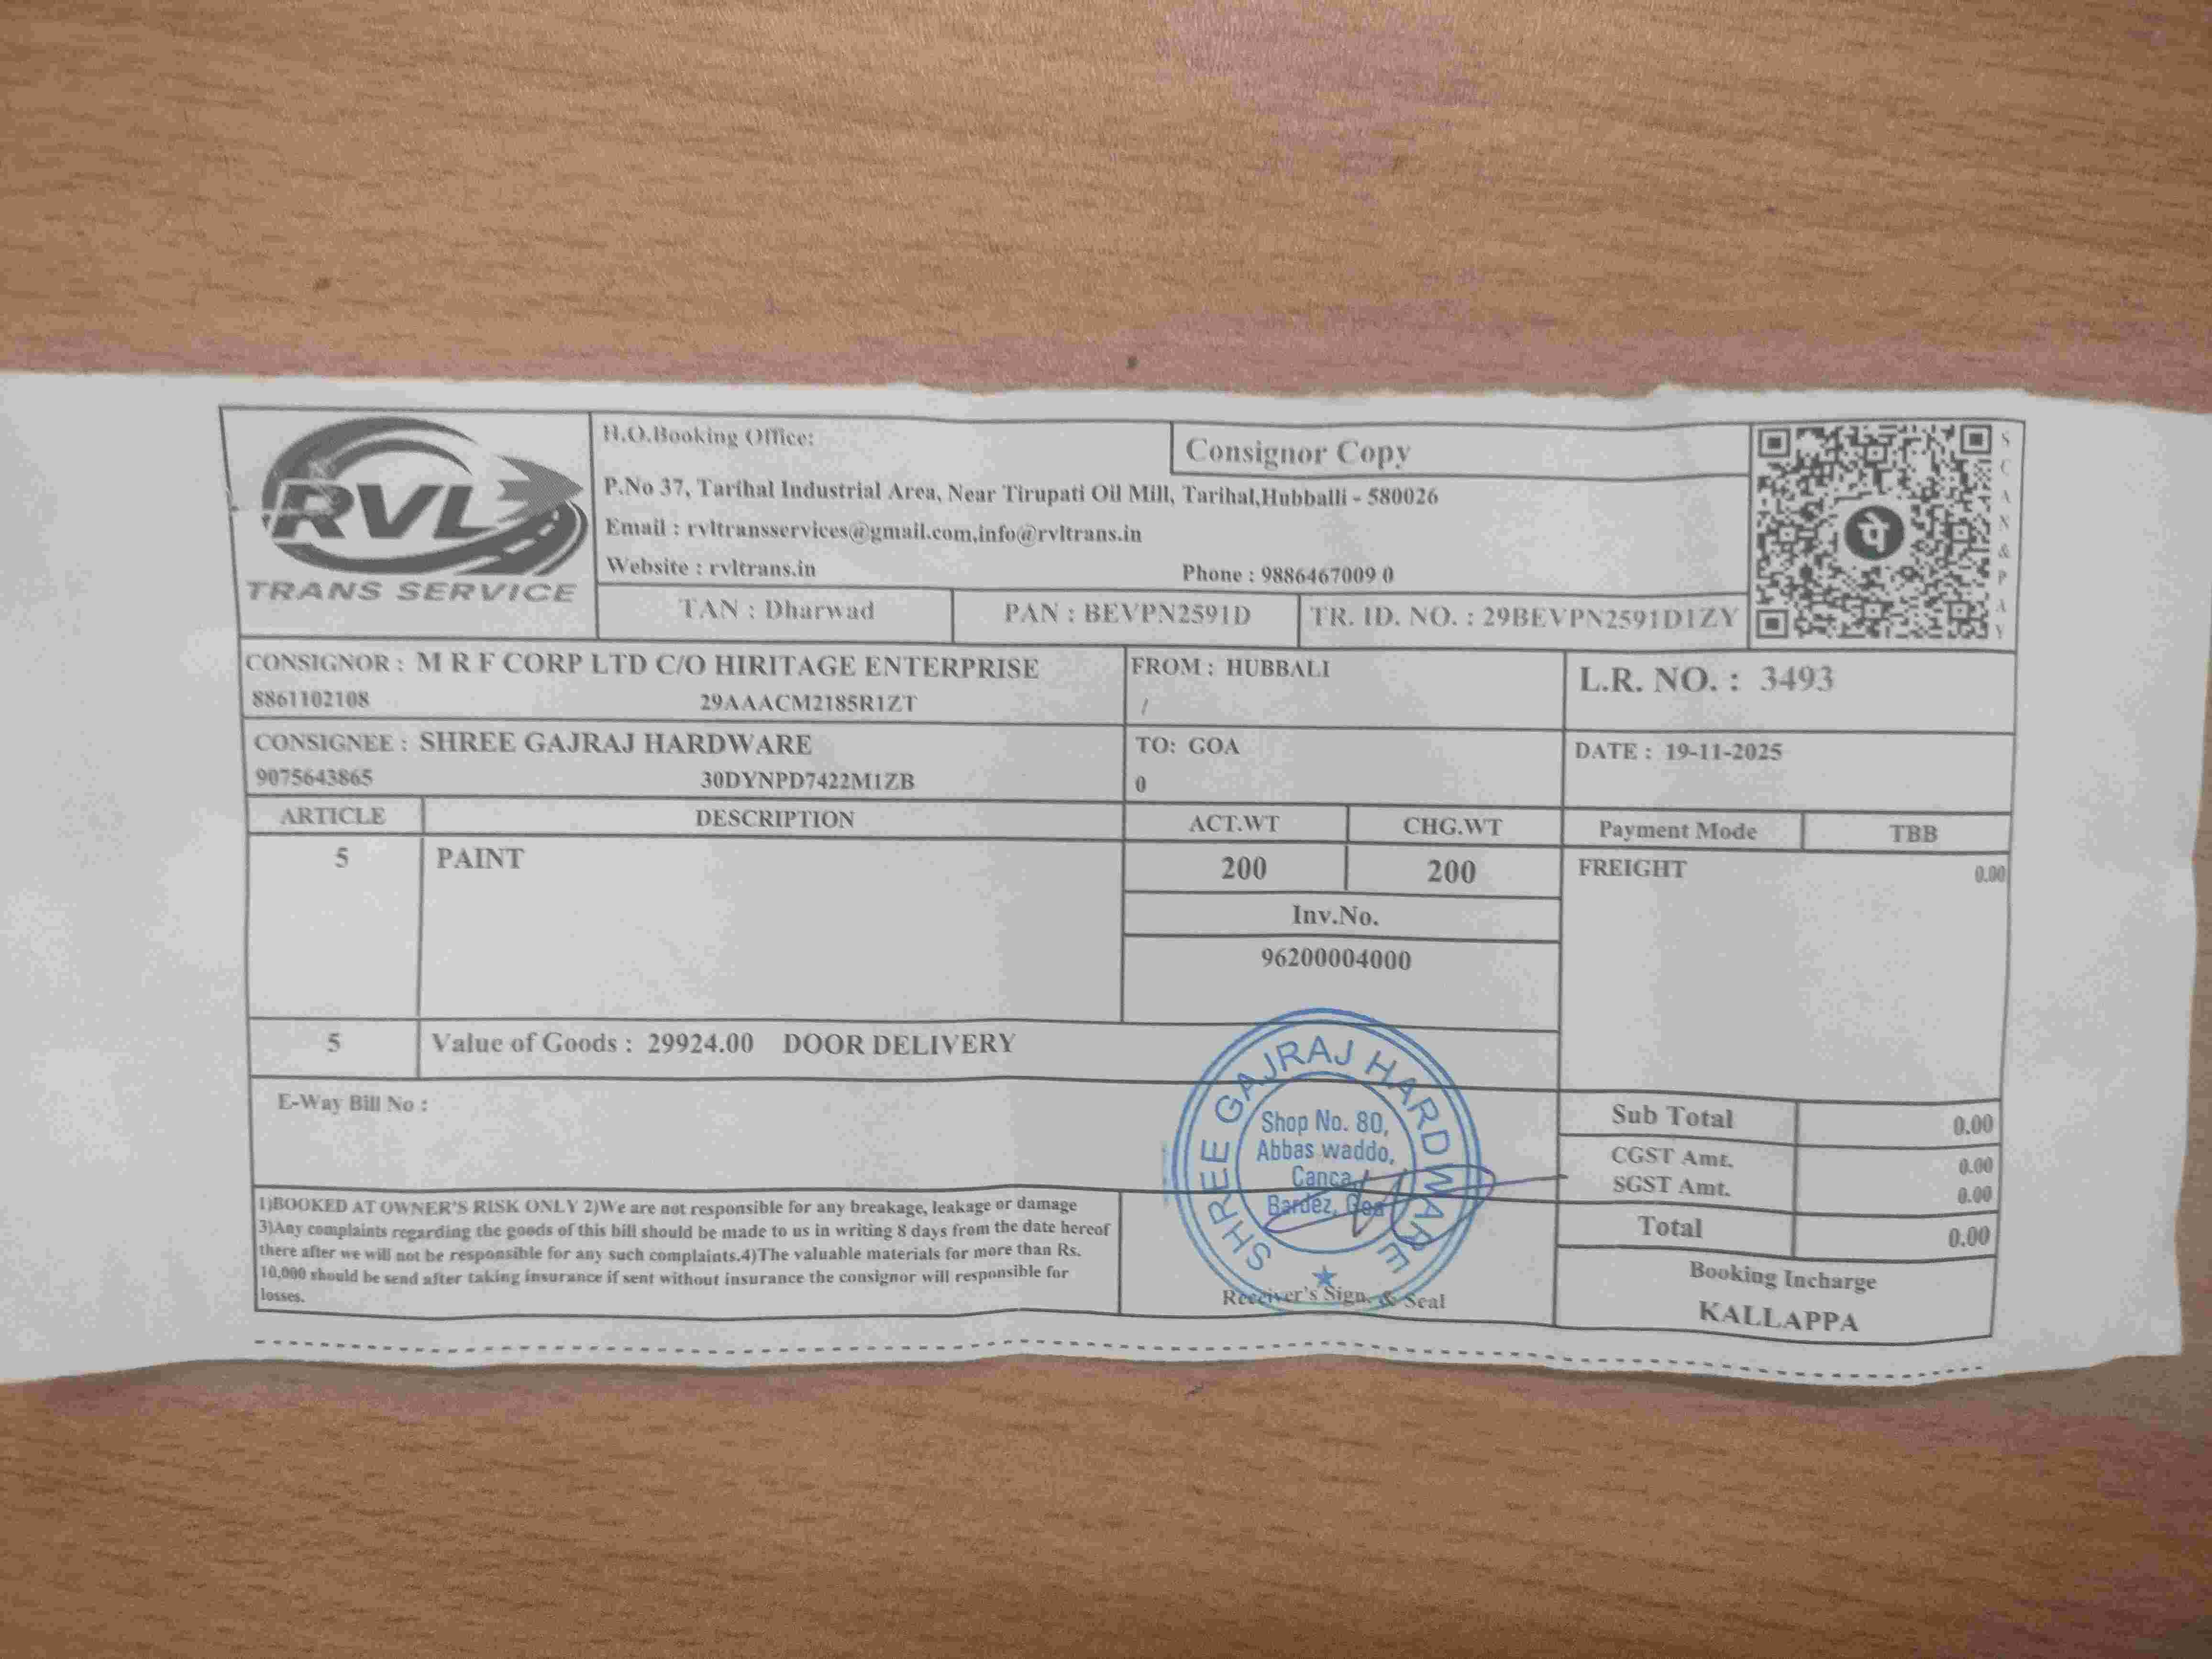 RVL
TRANS SERVICE
H.O.Booking Office:
Consignor Copy
P.No 37, Tarihal Industrial Area, Near Tirupati Oil Mill, Tarihal,Hubballi - 580026
Email : rvltransservices@gmail.com,info@rvltrans.in
Website : rvltrans.in Phone : 9886467009 0
TAN : Dharwad PAN : BEVPN2591D TR. ID. NO. : 29BEVPN2591D1ZY
पे
SCAN & PAY
CONSIGNOR : M R F CORP LTD C/O HIRITAGE ENTERPRISE
8861102108 29AAACM2185R1ZT
FROM : HUBBALI
/
L.R. NO. : 3493
CONSIGNEE : SHREE GAJRAJ HARDWARE
9075643865 30DYNPD7422M1ZB
TO: GOA
0
DATE : 19-11-2025
ARTICLE DESCRIPTION ACT.WT CHG.WT Payment Mode TBB
5 PAINT 200 200 FREIGHT 0.00
Inv.No.
96200004000
5 Value of Goods : 29924.00 DOOR DELIVERY
E-Way Bill No :
Sub Total 0.00
CGST Amt. 0.00
SGST Amt. 0.00
Total 0.00
1)BOOKED AT OWNER'S RISK ONLY 2)We are not responsible for any breakage, leakage or damage
3)Any complaints regarding the goods of this bill should be made to us in writing 8 days from the date hereof
there after we will not be responsible for any such complaints.4)The valuable materials for more than Rs.
10,000 should be send after taking insurance if sent without insurance the consignor will responsible for
losses.
SHREE GAJRAJ HARDWARE
Shop No. 80,
Abbas waddo,
Canca,
Bardez, Goa
Receiver's Sign. & Seal
Booking Incharge
KALLAPPA